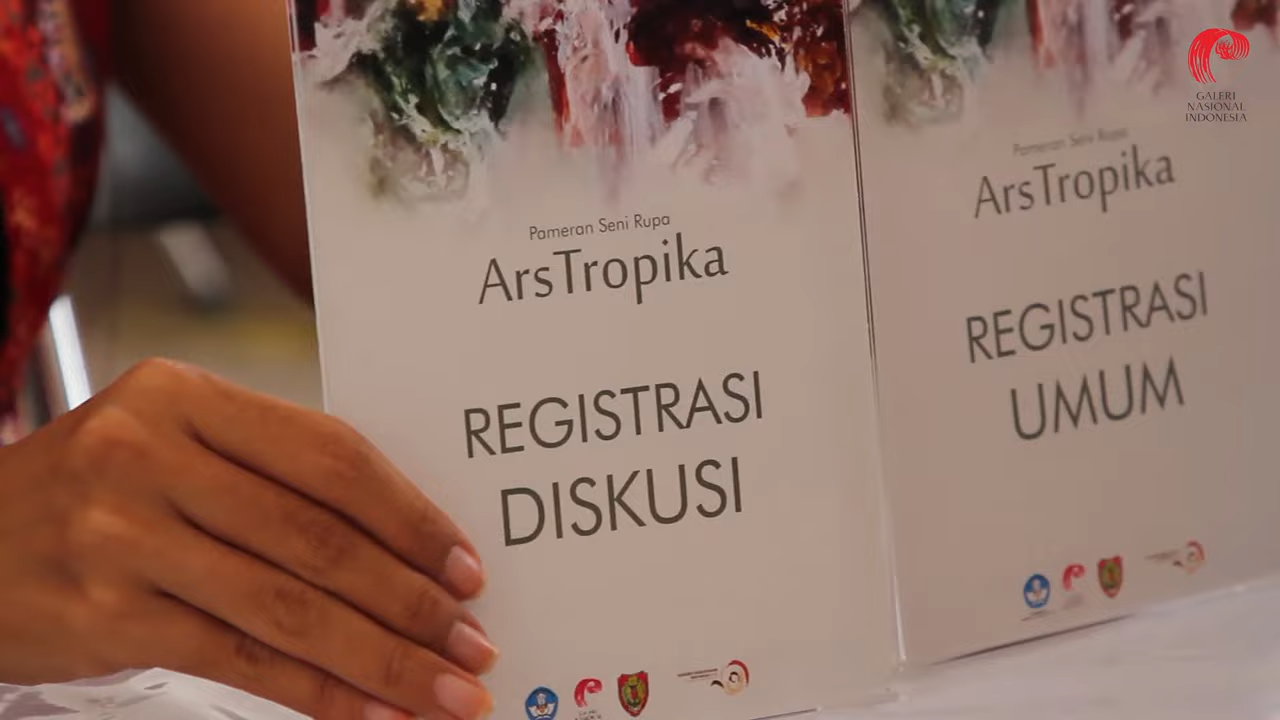 Pameran Seni Rupa
ArsTropika
REGISTRASI
DISKUSI
Pameran Seni Rupa
ArsTropika
REGISTRASI
UMUM
GALERI
NASIONAL
INDONESIA